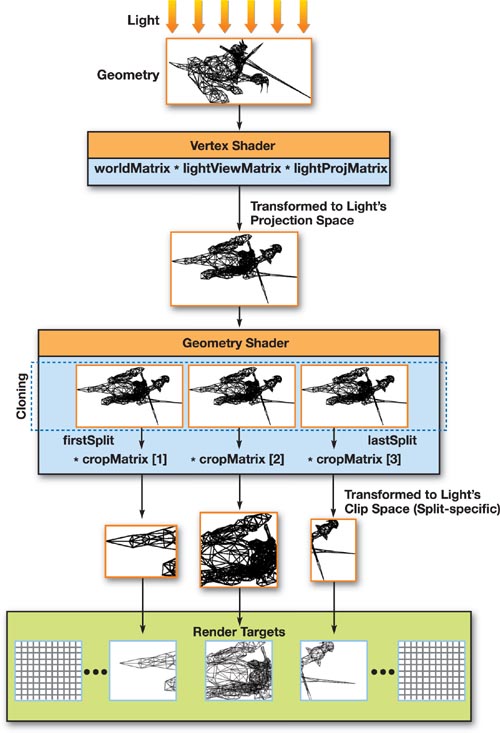 Light
Geometry
Vertex Shader
worldMatrix * lightViewMatrix * lightProjMatrix
Transformed to Light's
Projection Space
Geometry Shader
Cloning
firstSplit
lastSplit
* cropMatrix [1]
* cropMatrix [2]
* cropMatrix [3]
Transformed to Light's
Clip Space (Split-specific)
Render Targets